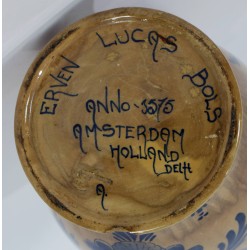 ERVEN LUCAS BOLS
ANNO-1575
AMSTERDAM
HOLLAND
DELft
A